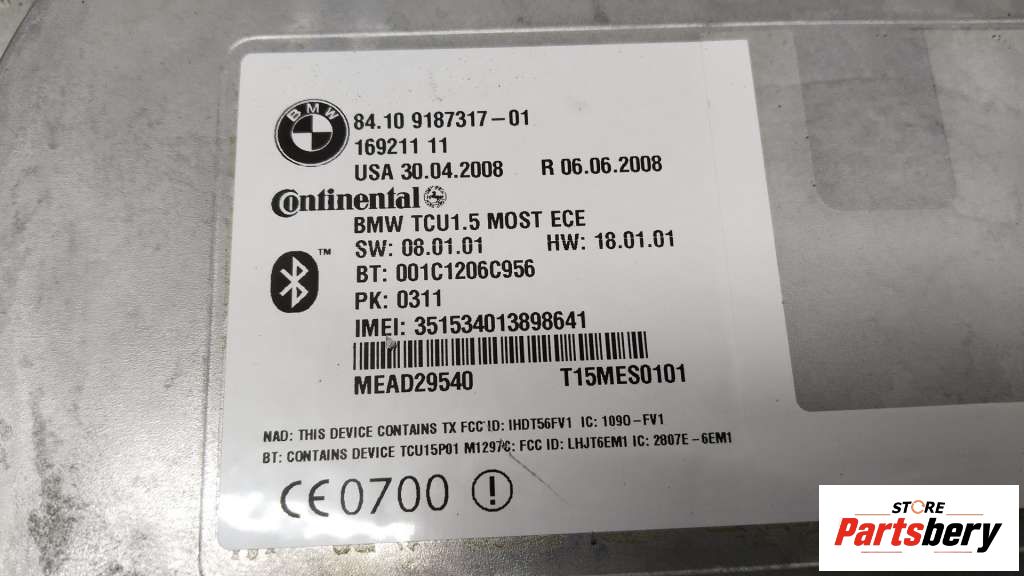 BMW
84.10 9187317-01
169211 11
USA 30.04.2008 R 06.06.2008
Continental
BMW TCU1.5 MOST ECE
SW: 08.01.01 HW: 18.01.01
TM
BT: 001C1206C956
PK: 0311
IMEI: 351534013898641
MEAD29540 T15MES0101
NAD: THIS DEVICE CONTAINS TX FCC ID: IHDT56FV1 IC: 1090-FV1
BT: CONTAINS DEVICE TCU15P01 M1297C: FCC ID: LHJT6EM1 IC: 2807E-6EM1
CE 0700 !
STORE
Partsbery